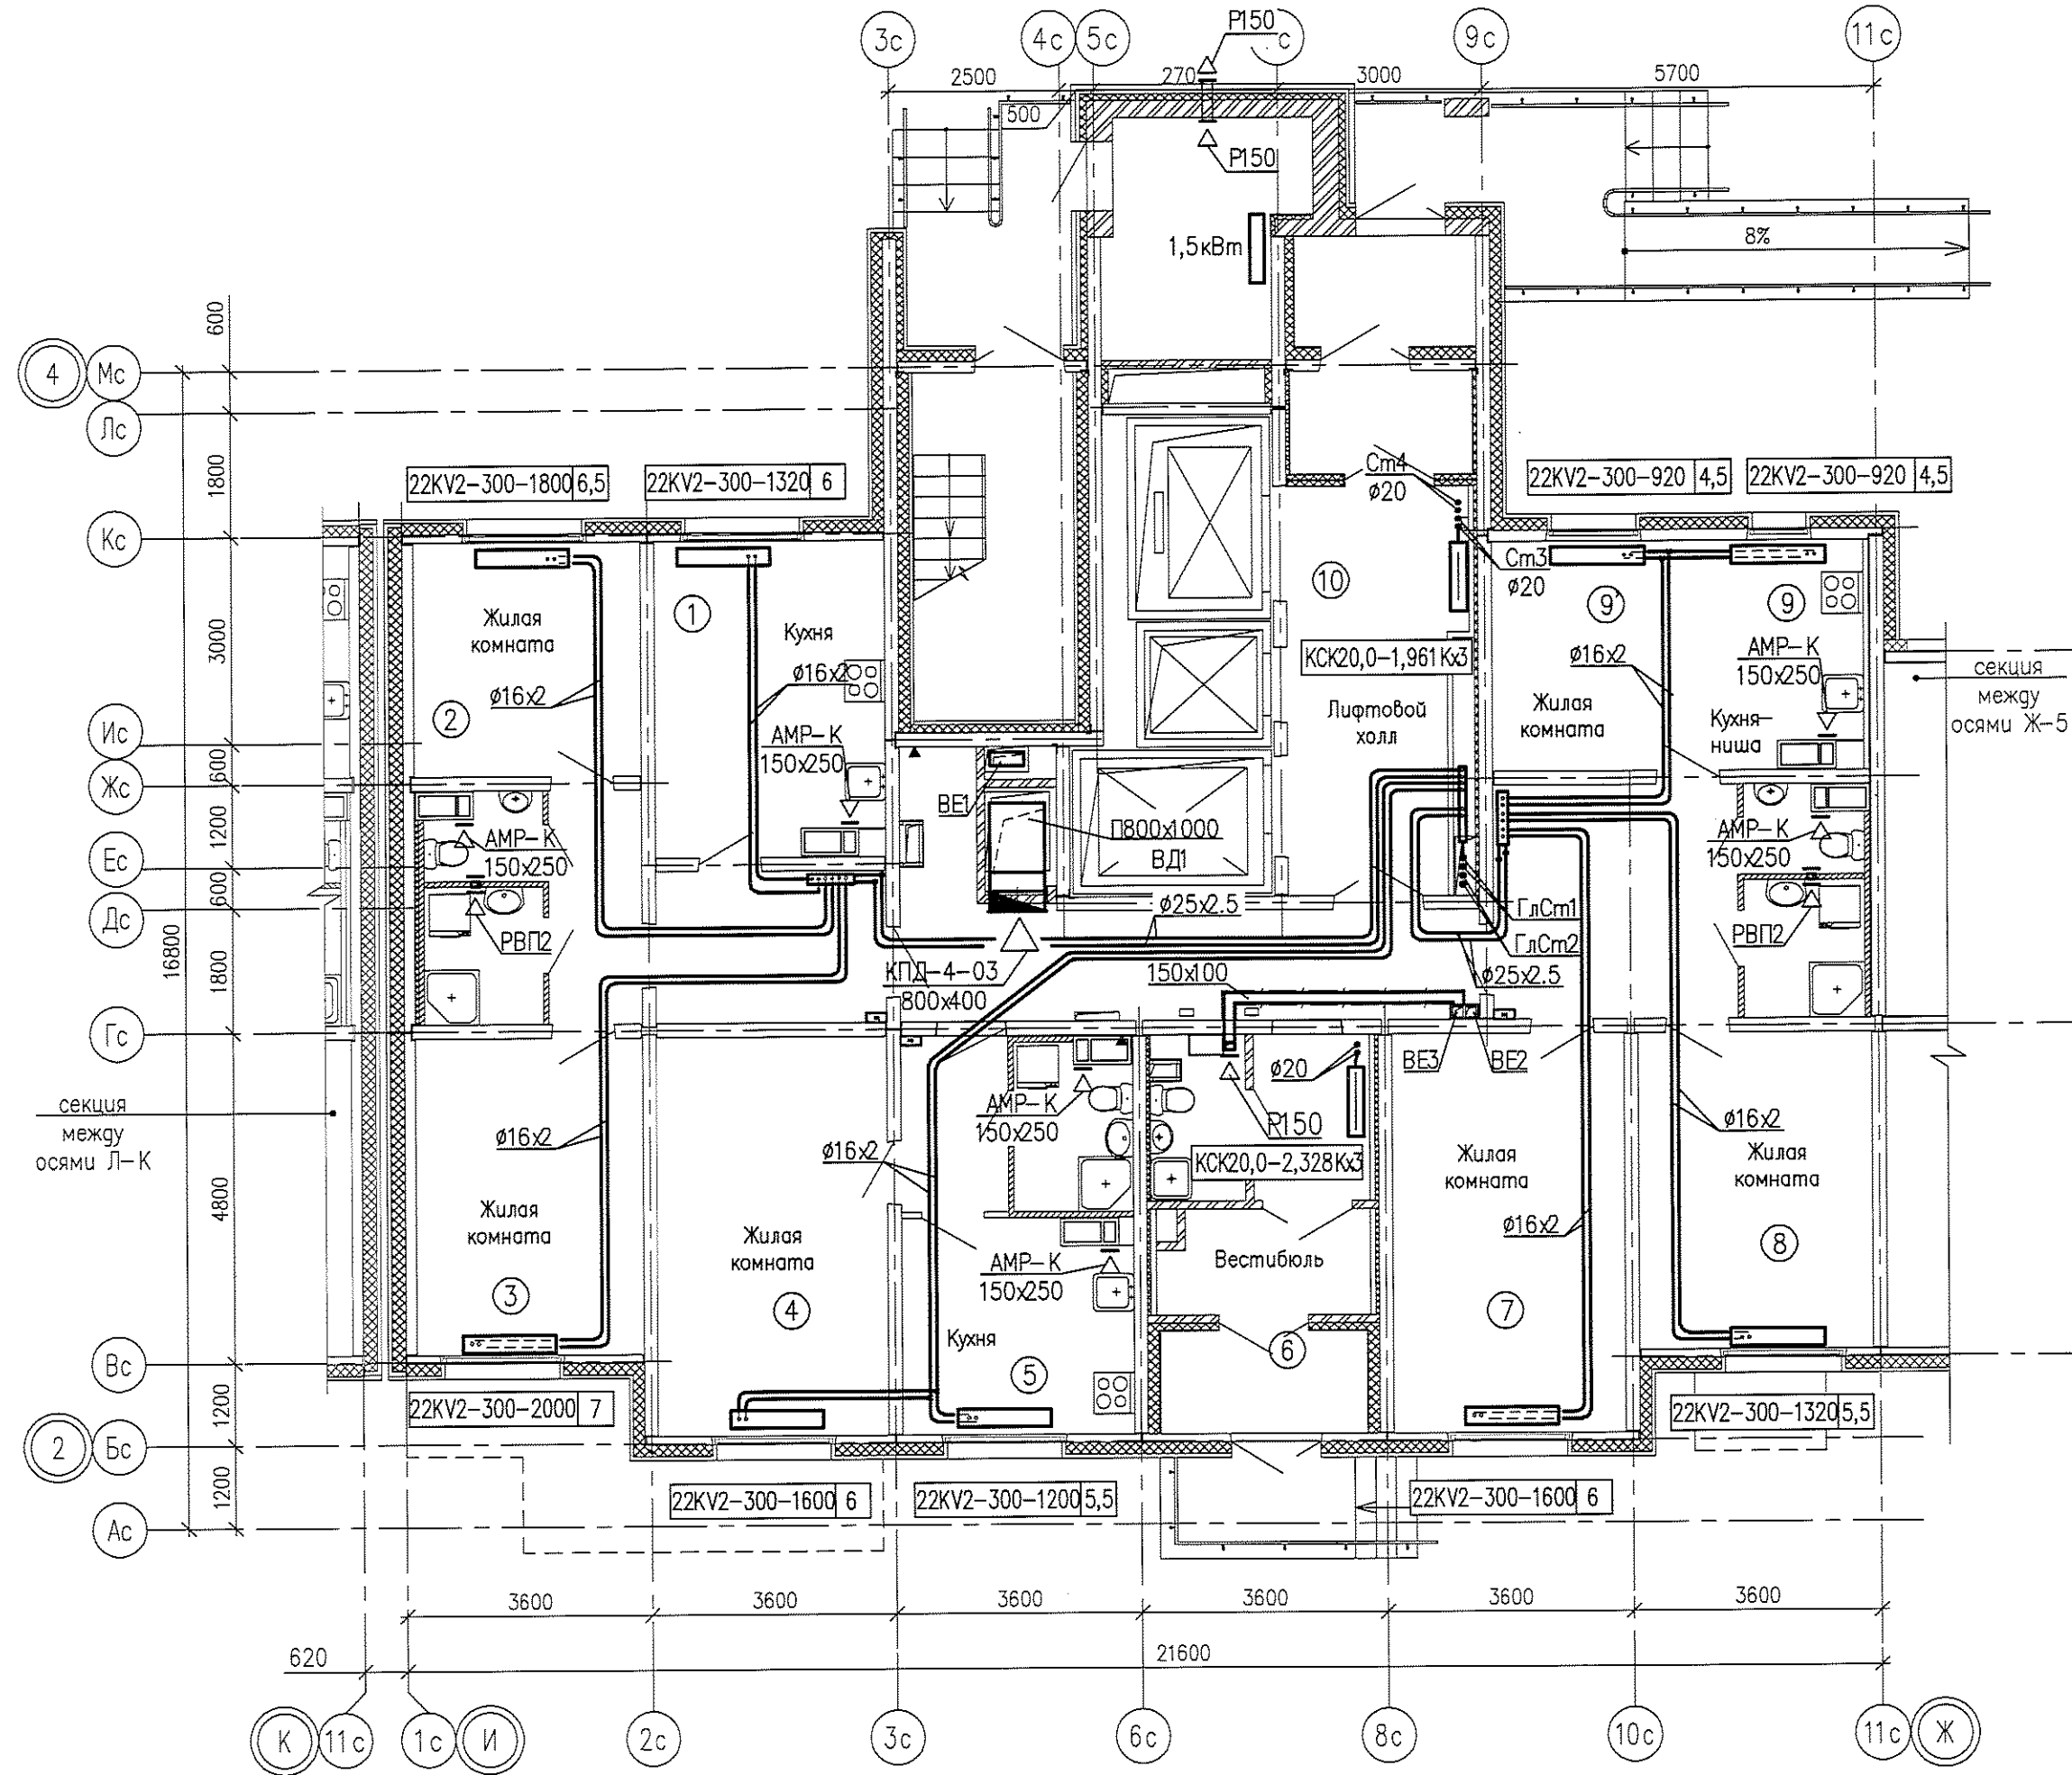 3с
4с
5с
Р150
с
9с
11с
2500
270
3000
5700
500
Р150
1,5кВт
8%
600
4
Мс
Лс
1800
22KV2-300-1800 6,5
22KV2-300-1320 6
Ст4
ø20
22KV2-300-920 4,5
22KV2-300-920 4,5
Кс
Ст3
ø20
10
1
Жилая
комната
Кухня
9'
9
3000
КСК20,0-1,961Кх3
АМР-К
150х250
ø16х2
ø16х2
ø16х2
секция
между
осями Ж-5
2
Лифтовой
холл
Жилая
комната
Кухня-
ниша
Ис
АМР-К
150х250
600
Жс
ВЕ1
П800х1000
ВД1
1200
АМР-К
150х250
АМР-К
150х250
Ес
600
Дс
ø25х2.5
ГлСт1
РВП2
ГлСт2
РВП2
16800
1800
КПД-4-03
800х400
150х100
ø25х2.5
Гс
ВЕ3
ВЕ2
ø20
секция
между
осями Л-К
АМР-К
150х250
Р150
ø16х2
ø16х2
ø16х2
КСК20,0-2,328Кх3
Жилая
комната
Жилая
комната
4800
Жилая
комната
Жилая
комната
АМР-К
150х250
Вестибюль
ø16х2
8
3
4
7
Кухня
6
5
Вс
1200
22KV2-300-2000 7
22KV2-300-1320 5,5
2
Бс
1200
22KV2-300-1600 6
22KV2-300-1200 5,5
22KV2-300-1600 6
Ас
3600
3600
3600
3600
3600
3600
620
21600
К
11с
1с
И
2с
3с
6с
8с
10с
11с
Ж